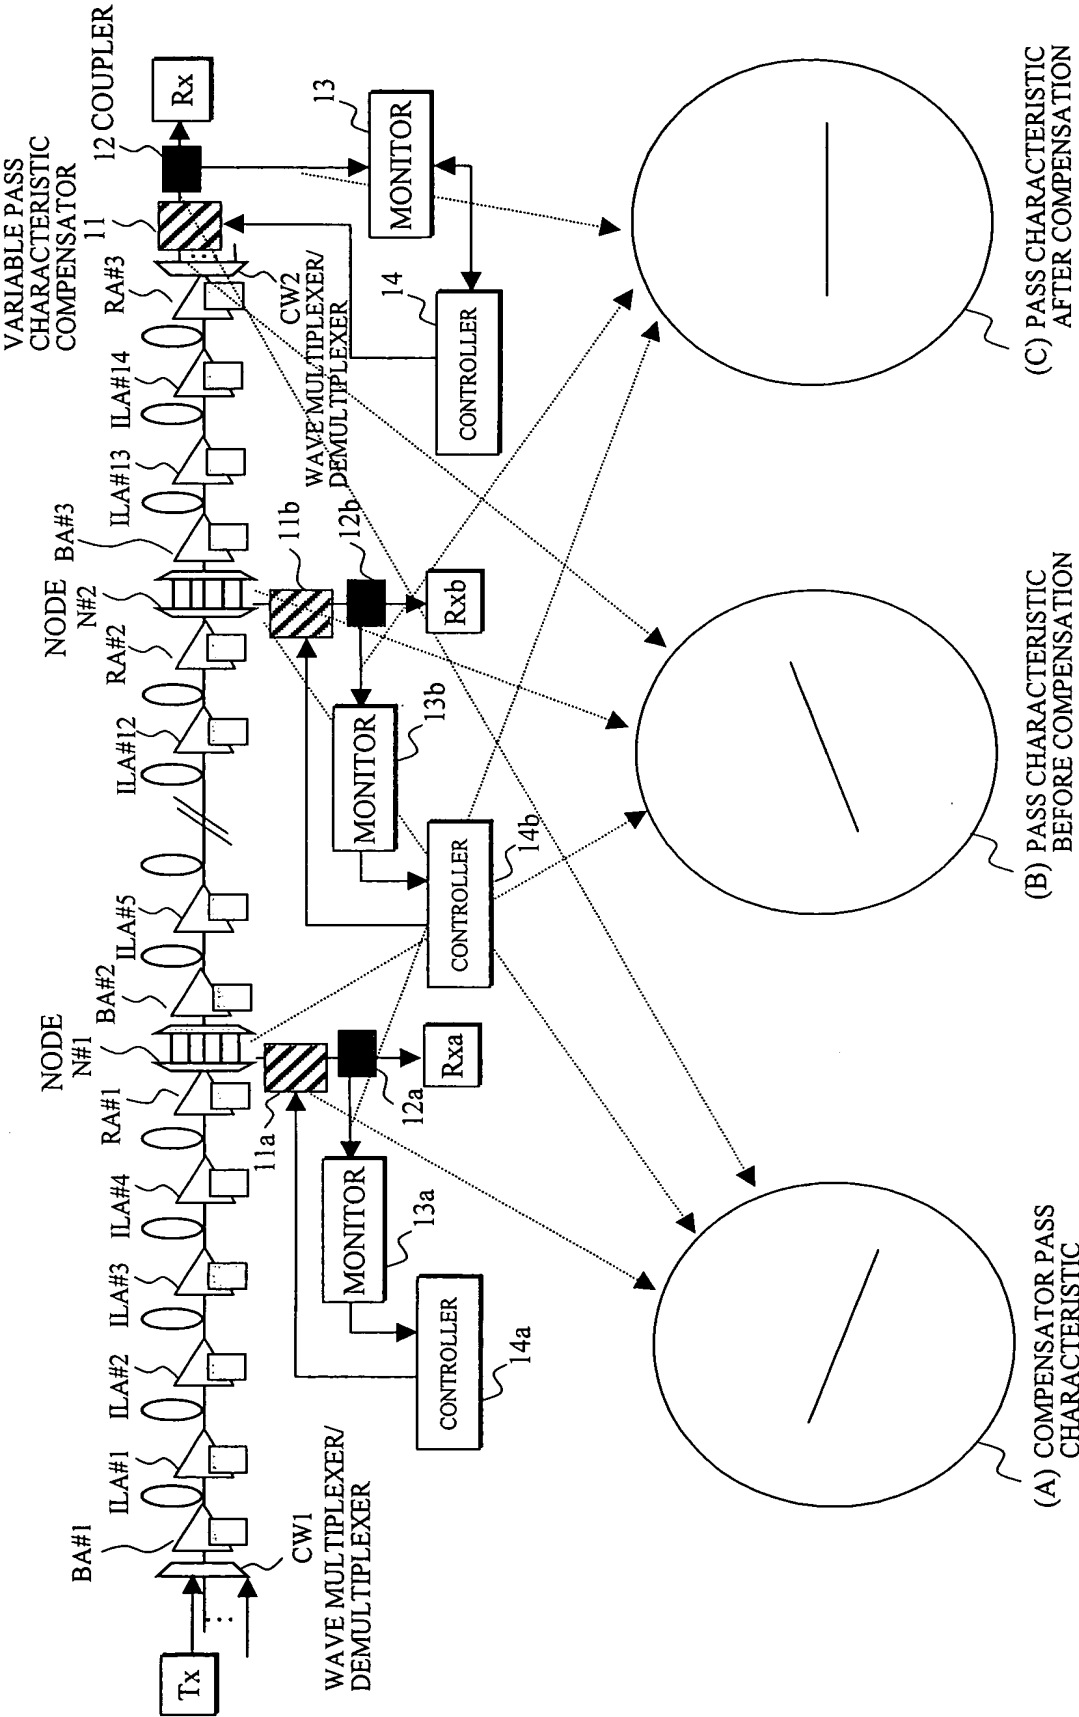 Tx
BA#1
CW1
WAVE MULTIPLEXER/
DEMULTIPLEXER
ILA#1
ILA#2
ILA#3
ILA#4
RA#1
NODE
N#1
BA#2
ILA#5
ILA#12
RA#2
NODE
N#2
BA#3
ILA#13
ILA#14
RA#3
VARIABLE PASS
CHARACTERISTIC
COMPENSATOR
11
12 COUPLER
Rx
CW2
WAVE MULTIPLEXER/
DEMULTIPLEXER
13
MONITOR
14
CONTROLLER
11a
12a
Rxa
MONITOR
13a
CONTROLLER
14a
11b
12b
Rxb
MONITOR
13b
CONTROLLER
14b
(A) COMPENSATOR PASS
CHARACTERISTIC
(B) PASS CHARACTERISTIC
BEFORE COMPENSATION
(C) PASS CHARACTERISTIC
AFTER COMPENSATION